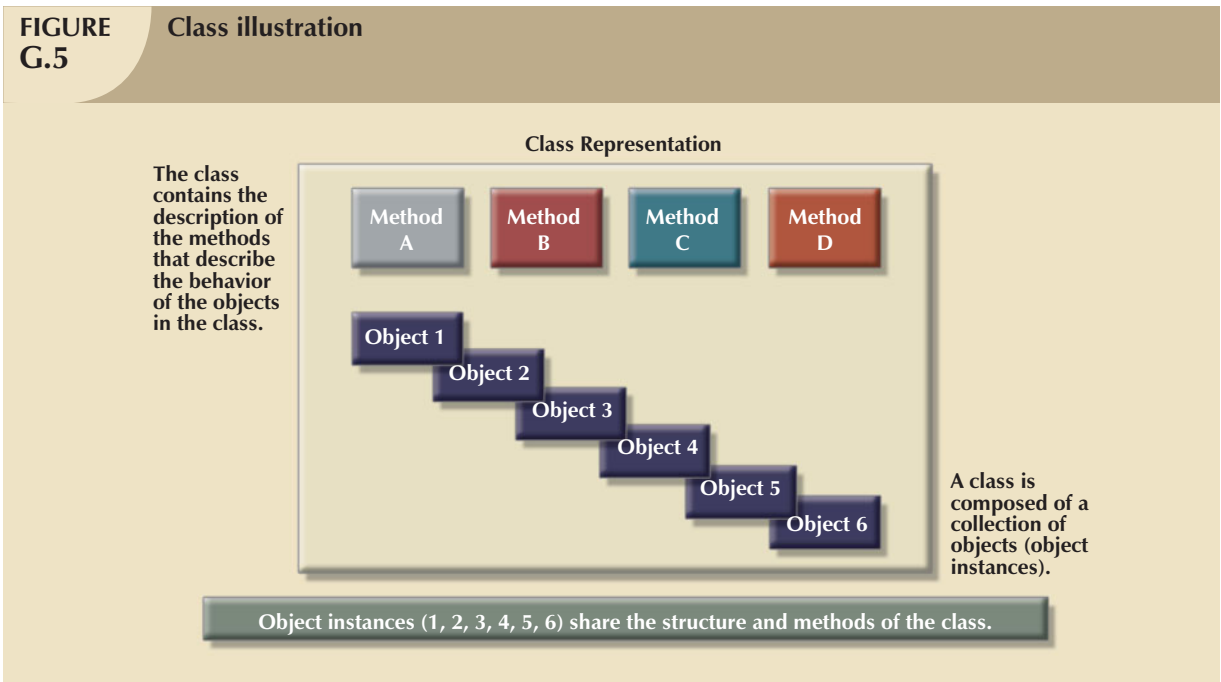 FIGURE
G.5
Class illustration
Class Representation
The class
contains the
description of
the methods
that describe
the behavior
of the objects
in the class.
Method
A
Method
B
Method
C
Method
D
Object 1
Object 2
Object 3
Object 4
Object 5
Object 6
A class is
composed of a
collection of
objects (object
instances).
Object instances (1, 2, 3, 4, 5, 6) share the structure and methods of the class.